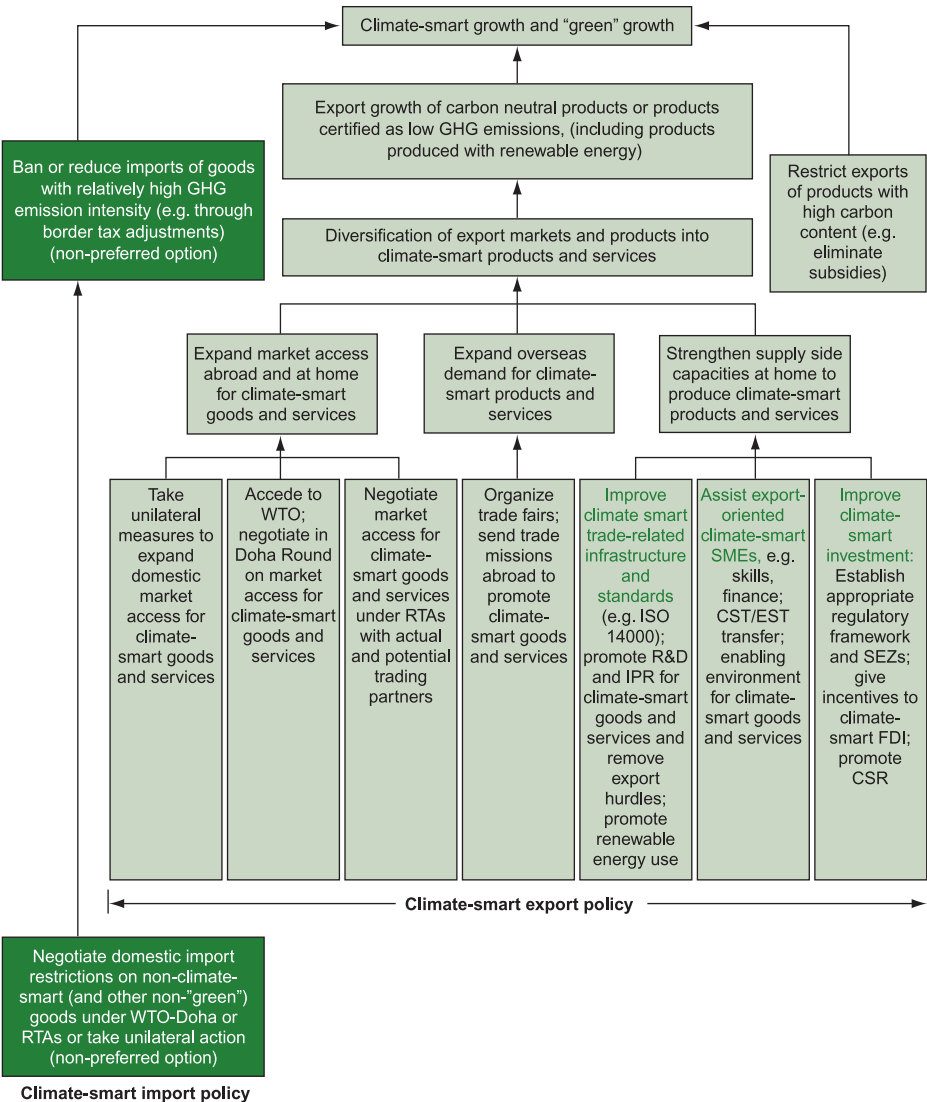 Climate-smart growth and “green” growth
Export growth of carbon neutral products or products
certified as low GHG emissions, (including products
produced with renewable energy)
Ban or reduce imports of goods
with relatively high GHG
emission intensity (e.g. through
border tax adjustments)
(non-preferred option)
Restrict exports
of products with
high carbon
content (e.g.
eliminate
subsidies)
Diversification of export markets and products into
climate-smart products and services
Expand market access
abroad and at home
for climate-smart
goods and services
Expand overseas
demand for climate-
smart products and
services
Strengthen supply side
capacities at home to
produce climate-smart
products and services
Take
unilateral
measures to
expand
domestic
market
access for
climate-
smart goods
and services
Accede to
WTO;
negotiate in
Doha Round
on market
access for
climate-smart
goods and
services
Negotiate
market
access for
climate-
smart goods
and services
under RTAs
with actual
and potential
trading
partners
Organize
trade fairs;
send trade
missions
abroad to
promote
climate-
smart goods
and services
Improve
climate smart
trade-related
infrastructure
and
standards
(e.g. ISO
14000);
promote R&D
and IPR for
climate-smart
goods and
services and
remove
export
hurdles;
promote
renewable
energy use
Assist export-
oriented
climate-smart
SMEs, e.g.
skills,
finance;
CST/EST
transfer;
enabling
environment
for climate-
smart goods
and services
Improve
climate-
smart
investment:
Establish
appropriate
regulatory
framework
and SEZs;
give
incentives to
climate-
smart FDI;
promote
CSR
Climate-smart export policy
Negotiate domestic import
restrictions on non-climate-
smart (and other non-”green”)
goods under WTO-Doha or
RTAs or take unilateral action
(non-preferred option)
Climate-smart import policy